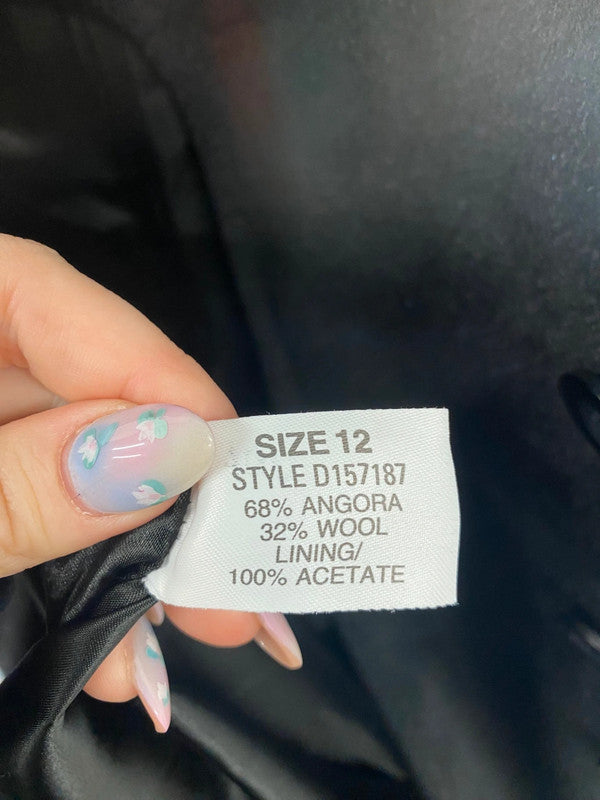 SIZE 12
STYLE D157187
68% ANGORA
32% WOOL
LINING/
100% ACETATE